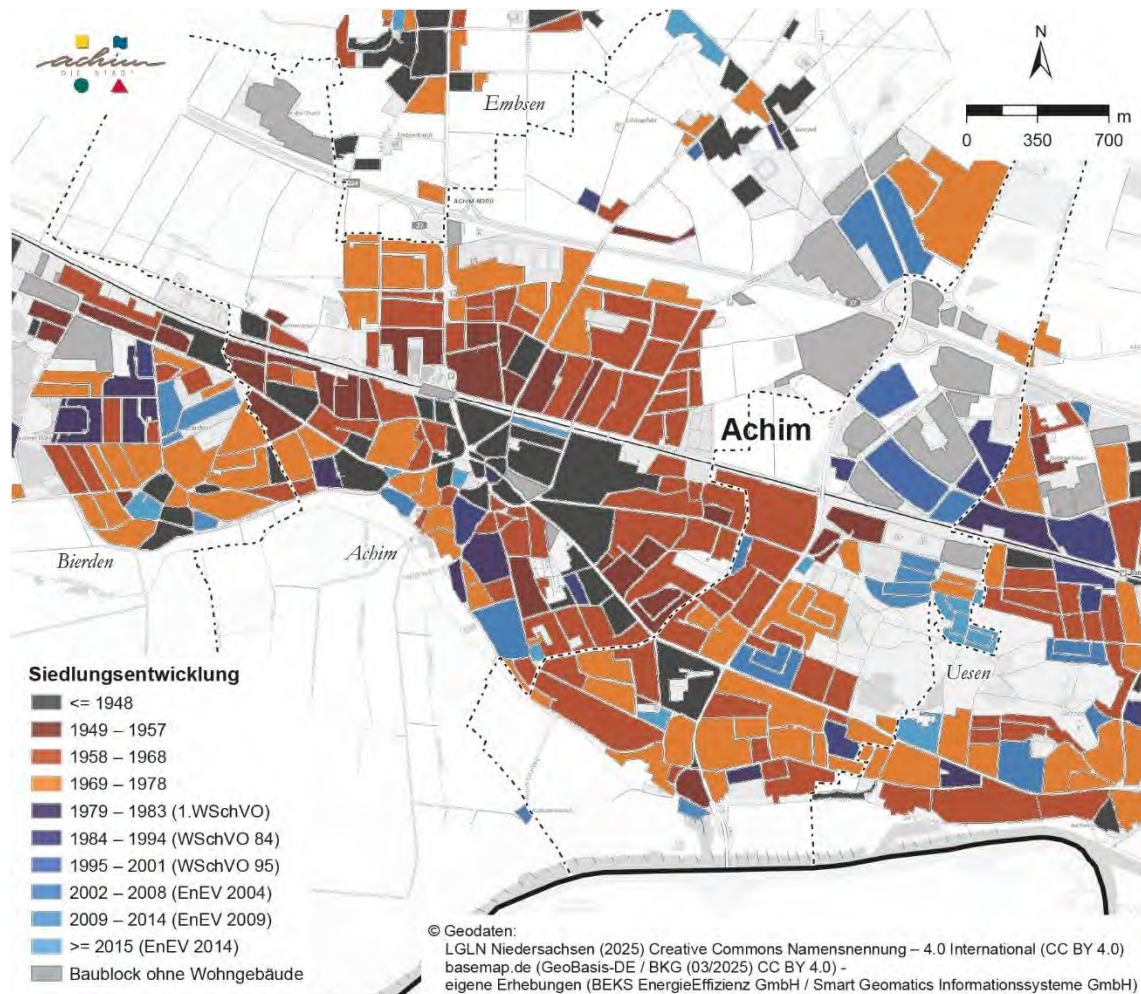 achim
DIE STADT
N
m
0 350 700
Embsen
ACHIM-NORD
27
Achim
Bierden
Achim
Uesen
Siedlungsentwicklung
<= 1948
1949 – 1957
1958 – 1968
1969 – 1978
1979 – 1983 (1.WSchVO)
1984 – 1994 (WSchVO 84)
1995 – 2001 (WSchVO 95)
2002 – 2008 (EnEV 2004)
2009 – 2014 (EnEV 2009)
>= 2015 (EnEV 2014)
Baublock ohne Wohngebäude
© Geodaten:
LGLN Niedersachsen (2025) Creative Commons Namensnennung – 4.0 International (CC BY 4.0)
basemap.de (GeoBasis-DE / BKG (03/2025) CC BY 4.0) -
eigene Erhebungen (BEKS EnergieEffizienz GmbH / Smart Geomatics Informationssysteme GmbH)